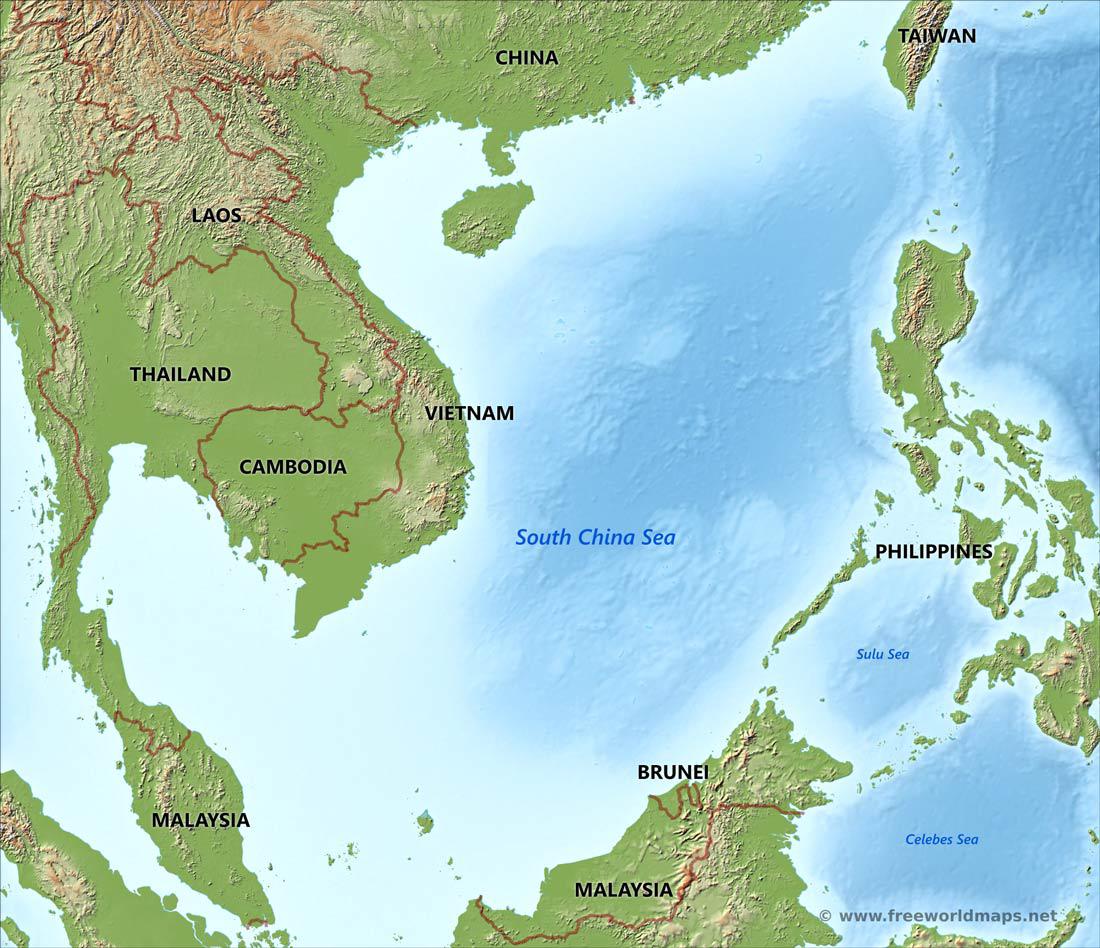 CHINA
TAIWAN
LAOS
THAILAND
VIETNAM
CAMBODIA
South China Sea
PHILIPPINES
Sulu Sea
BRUNEI
MALAYSIA
Celebes Sea
MALAYSIA
© www.freeworldmaps.net